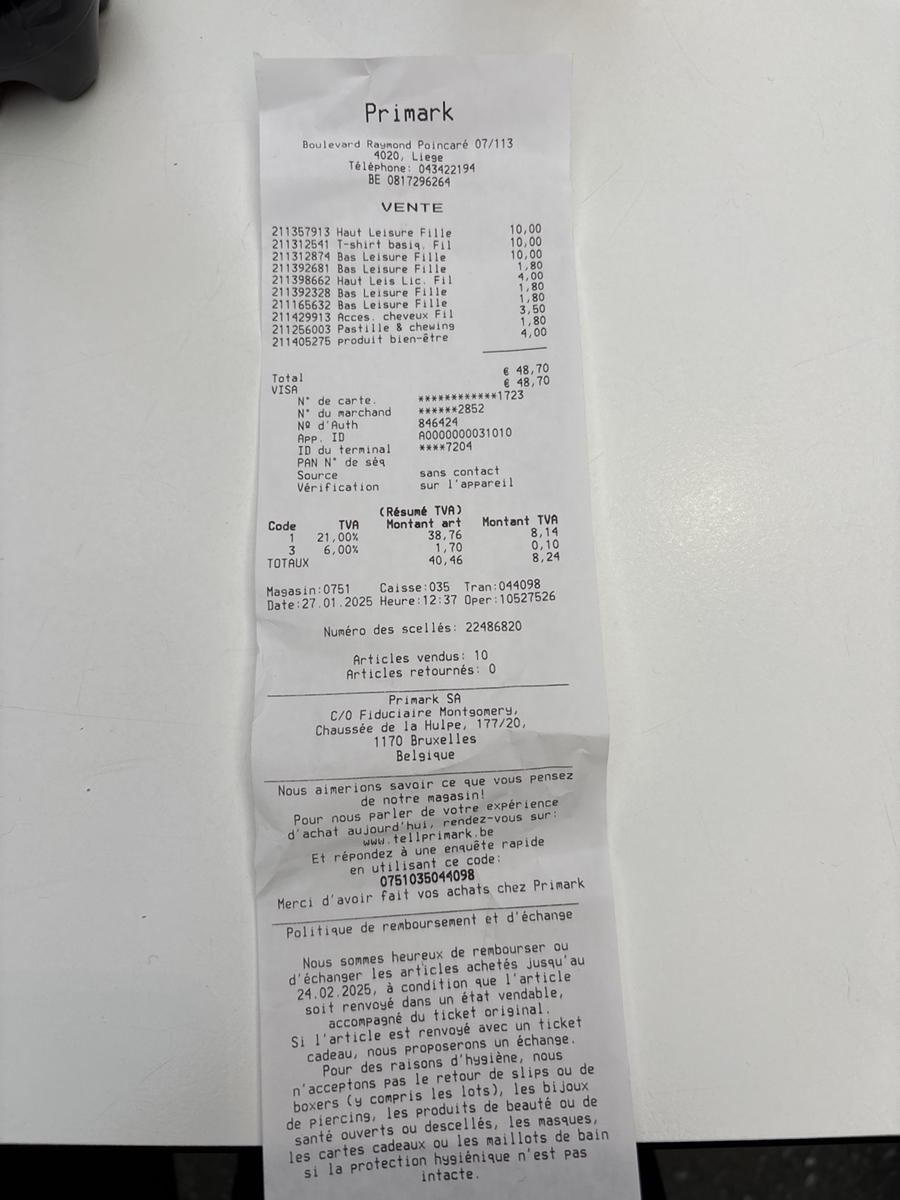 Primark
Boulevard Raymond Poincaré 07/113
4020, Liege
Téléphone: 043422194
BE 0817296264
VENTE
211357913 Haut Leisure Fille 10,00
211312541 T-shirt basiq. Fil 10,00
211312874 Bas Leisure Fille 10,00
211392681 Bas Leisure Fille 1,80
211398662 Haut Leis Lic. Fil 4,00
211392328 Bas Leisure Fille 1,80
211165632 Bas Leisure Fille 1,80
211429913 Acces. cheveux Fil 3,50
211256003 Pastille & chewing 1,80
211405275 produit bien-être 4,00
Total € 48,70
VISA € 48,70
N° de carte. ************1723
N° du marchand ******2852
Nº d'Auth 846424
App. ID A0000000031010
ID du terminal ****7204
PAN N° de séq
Source sans contact
Vérification sur l'appareil
(Résumé TVA)
Code TVA Montant art Montant TVA
1 21,00% 38,76 8,14
3 6,00% 1,70 0,10
TOTAUX 40,46 8,24
Magasin:0751 Caisse:035 Tran:044098
Date:27.01.2025 Heure:12:37 Oper:10527526
Numéro des scellés: 22486820
Articles vendus: 10
Articles retournés: 0
Primark SA
C/O Fiduciaire Montgomery,
Chaussée de la Hulpe, 177/20,
1170 Bruxelles
Belgique
Nous aimerions savoir ce que vous pensez
de notre magasin!
Pour nous parler de votre expérience
d'achat aujourd'hui, rendez-vous sur:
www.tellprimark.be
Et répondez à une enquête rapide
en utilisant ce code:
0751035044098
Merci d'avoir fait vos achats chez Primark
Politique de remboursement et d'échange
Nous sommes heureux de rembourser ou
d'échanger les articles achetés jusqu'au
24.02.2025, à condition que l'article
soit renvoyé dans un état vendable,
accompagné du ticket original.
Si l'article est renvoyé avec un ticket
cadeau, nous proposerons un échange.
Pour des raisons d'hygiène, nous
n'acceptons pas le retour de slips ou de
boxers (y compris les lots), les bijoux
de piercing, les produits de beauté ou de
santé ouverts ou descellés, les masques,
les cartes cadeaux ou les maillots de bain
si la protection hygiénique n'est pas
intacte.